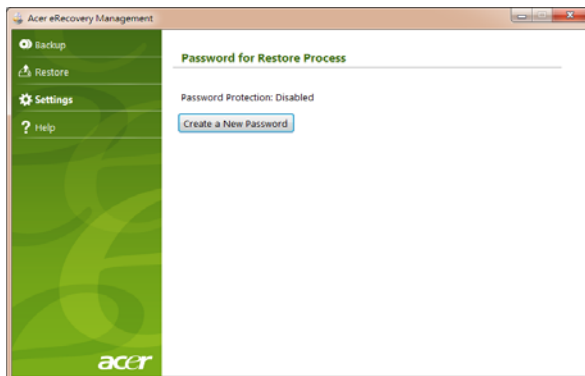 Acer eRecovery Management
Backup
Restore
Settings
Help
Password for Restore Process
Password Protection: Disabled
Create a New Password
acer